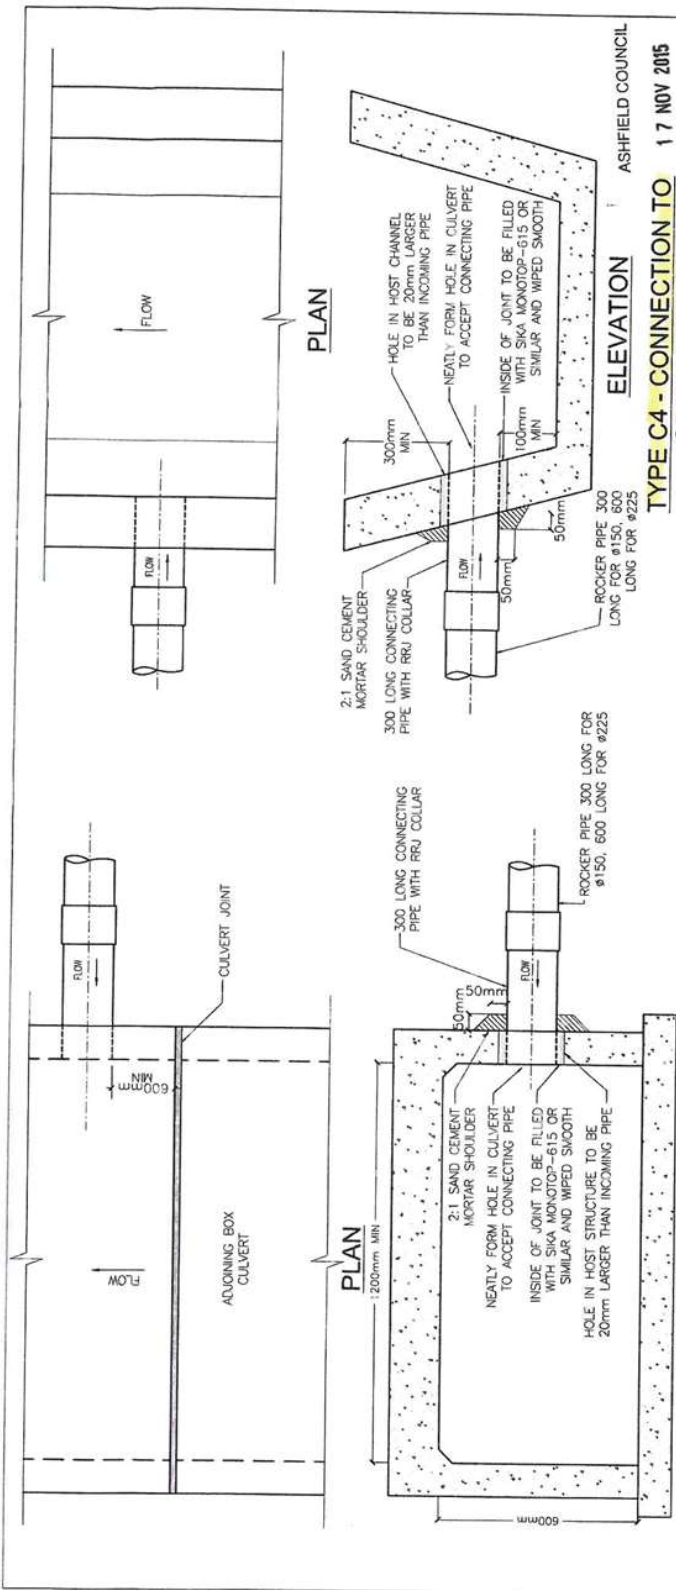 FLOW
ADJOINING BOX
CULVERT
600mm
MIN
FLOW
CULVERT JOINT
PLAN
1200mm MIN
600mm
2:1 SAND CEMENT
MORTAR SHOULDER
NEATLY FORM HOLE IN CULVERT
TO ACCEPT CONNECTING PIPE
INSIDE OF JOINT TO BE FILLED
WITH SIKA MONOTOP-615 OR
SIMILAR AND WIPED SMOOTH
HOLE IN HOST STRUCTURE TO BE
20mm LARGER THAN INCOMING PIPE
50mm
50mm
FLOW
300 LONG CONNECTING
PIPE WITH RRJ COLLAR
ROCKER PIPE 300 LONG FOR
ø150, 600 LONG FOR ø225
FLOW
FLOW
PLAN
2:1 SAND CEMENT
MORTAR SHOULDER
300 LONG CONNECTING
PIPE WITH RRJ COLLAR
FLOW
300mm
MIN
HOLE IN HOST CHANNEL
TO BE 20mm LARGER
THAN INCOMING PIPE
NEATLY FORM HOLE IN CULVERT
TO ACCEPT CONNECTING PIPE
INSIDE OF JOINT TO BE FILLED
WITH SIKA MONOTOP-615 OR
SIMILAR AND WIPED SMOOTH
100mm
MIN
50mm
50mm
ROCKER PIPE 300
LONG FOR ø150, 600
LONG FOR ø225
ELEVATION
ASHFIELD COUNCIL
TYPE C4 - CONNECTION TO
17 NOV 2015